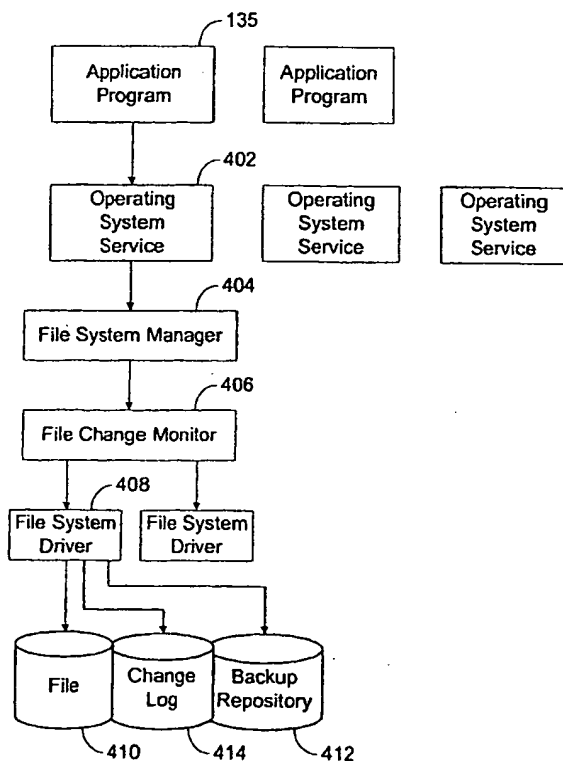 135
Application
Program
Application
Program
402
Operating
System
Service
Operating
System
Service
Operating
System
Service
404
File System Manager
406
File Change Monitor
408
File System
Driver
File System
Driver
File
Change
Log
Backup
Repository
410
414
412